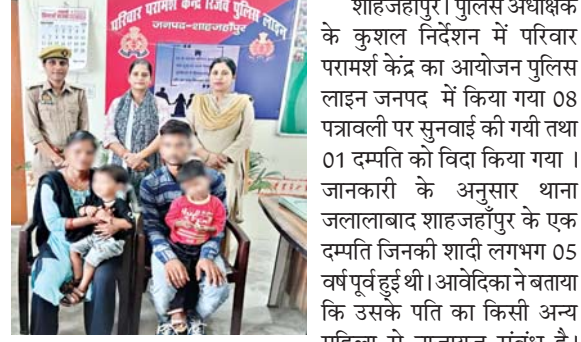 परिवार परामर्श केन्द्र रिजर्व पुलिस लाइन
जनपद-शाहजहाँपुर
शाहजहाँपुर। पुलिस अधीक्षक
के कुशल निर्देशन में परिवार
परामर्श केंद्र का आयोजन पुलिस
लाइन जनपद में किया गया 08
पत्रावली पर सुनवाई की गयी तथा
01 दम्पति को विदा किया गया ।
जानकारी के अनुसार थाना
जलालाबाद शाहजहाँपुर के एक
दम्पति जिनकी शादी लगभग 05
वर्ष पूर्व हुई थी। आवेदिका ने बताया
कि उसके पति का किसी अन्य